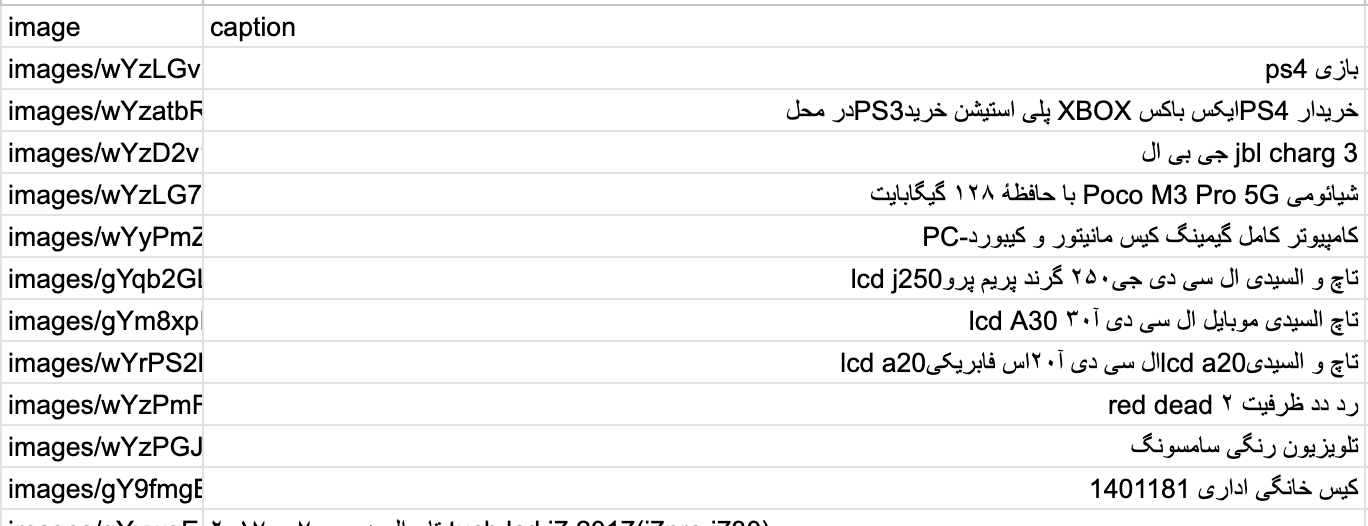 image caption
images/wYzLGv بازی ps4
images/wYzatbR خریدار PS4ایکس باکس XBOX پلی استیشن خریدPS3در محل
images/wYzD2v jbl charg 3 جی بی ال
images/wYzLG7 شیائومی Poco M3 Pro 5G با حافظهٔ ۱۲۸ گیگابایت
images/wYyPmZ کامپیوتر کامل گیمینگ کیس مانیتور و کیبورد-PC
images/gYqb2GI تاچ و السیدی ال سی دی جی۲۵۰ گرند پریم پروlcd j250
images/gYm8xp تاچ السیدی موبایل ال سی دی آ۳۰ lcd A30
images/wYrPS2I تاچ و السیدیlcd a20ال سی دی آ۲۰اس فابریکیlcd a20
images/wYzPmF رد دد ظرفیت ۲ red dead
images/wYzPGJ تلویزیون رنگی سامسونگ
images/gY9fmgE کیس خانگی اداری 1401181